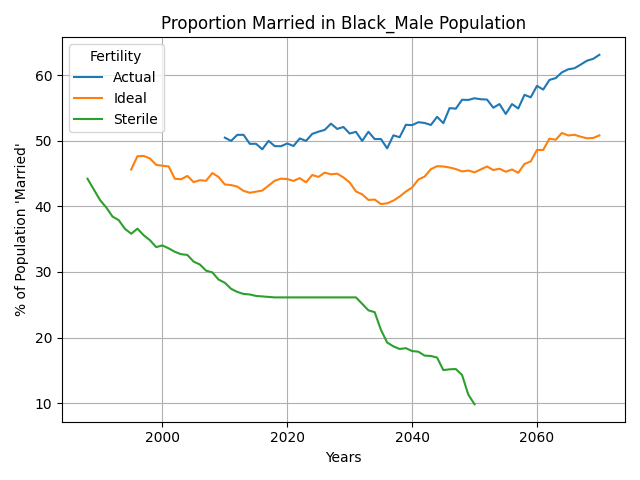 Proportion Married in Black_Male Population
Fertility
Actual
Ideal
Sterile
% of Population 'Married'
60
50
40
30
20
10
2000
2020
2040
2060
Years